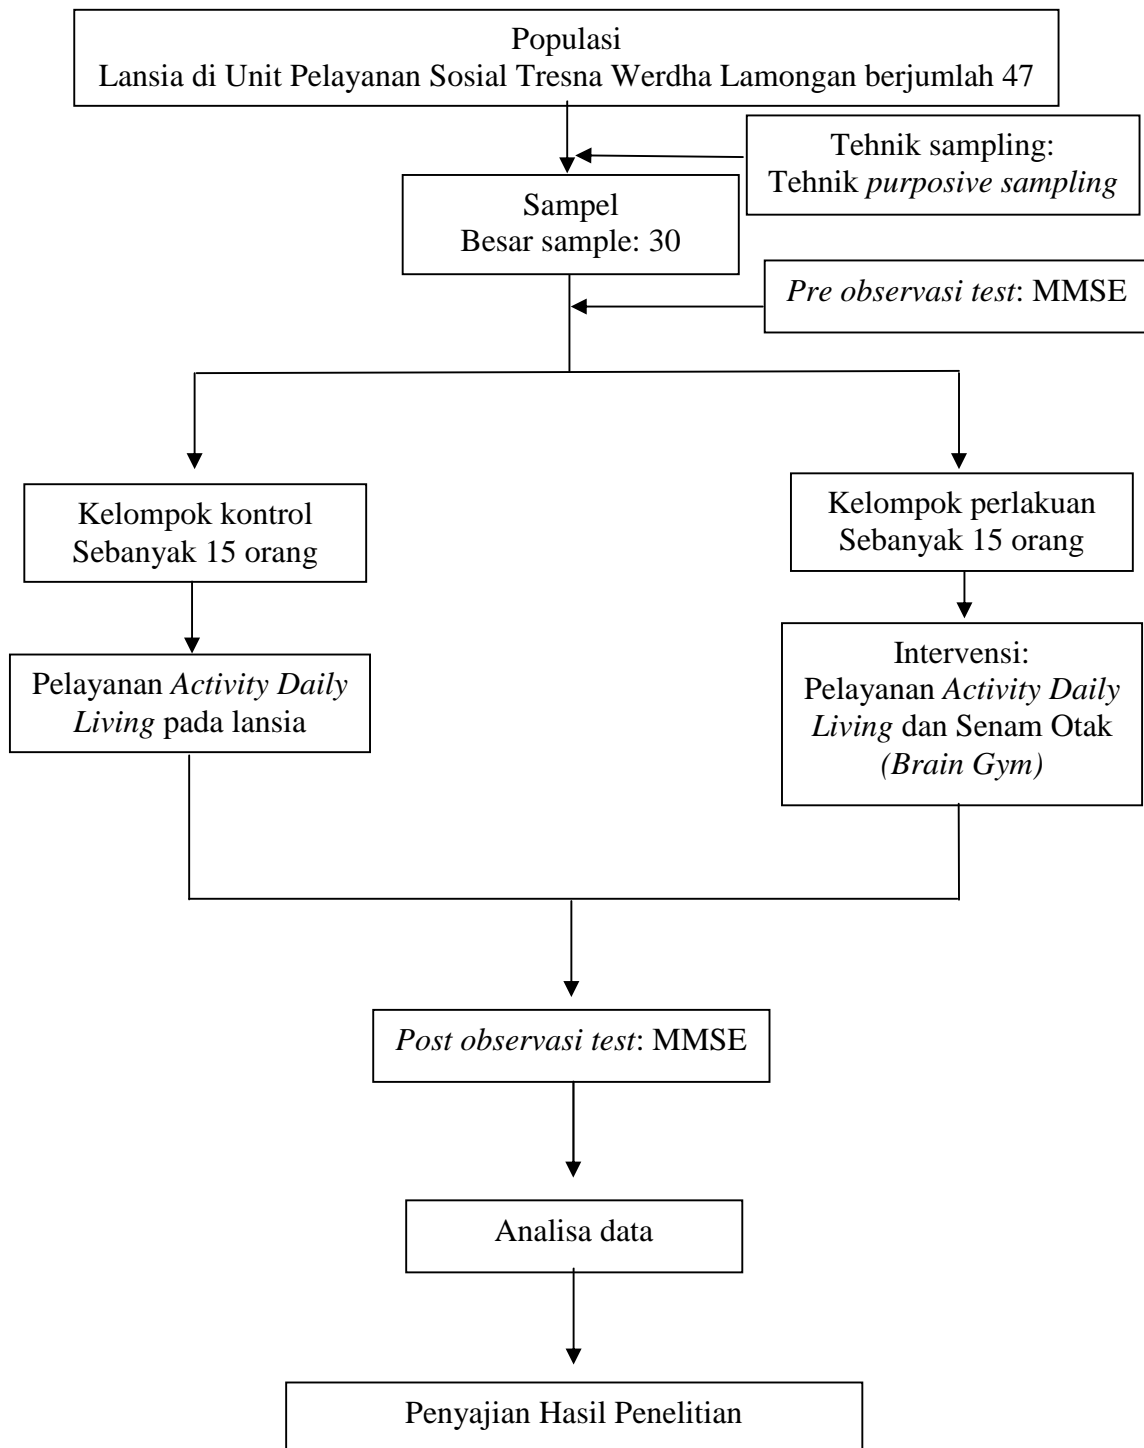 Populasi
Lansia di Unit Pelayanan Sosial Tresna Werdha Lamongan berjumlah 47
Tehnik sampling:
Tehnik purposive sampling
Sampel
Besar sample: 30
Pre observasi test: MMSE
Kelompok kontrol
Sebanyak 15 orang
Kelompok perlakuan
Sebanyak 15 orang
Pelayanan Activity Daily
Living pada lansia
Intervensi:
Pelayanan Activity Daily
Living dan Senam Otak
(Brain Gym)
Post observasi test: MMSE
Analisa data
Penyajian Hasil Penelitian